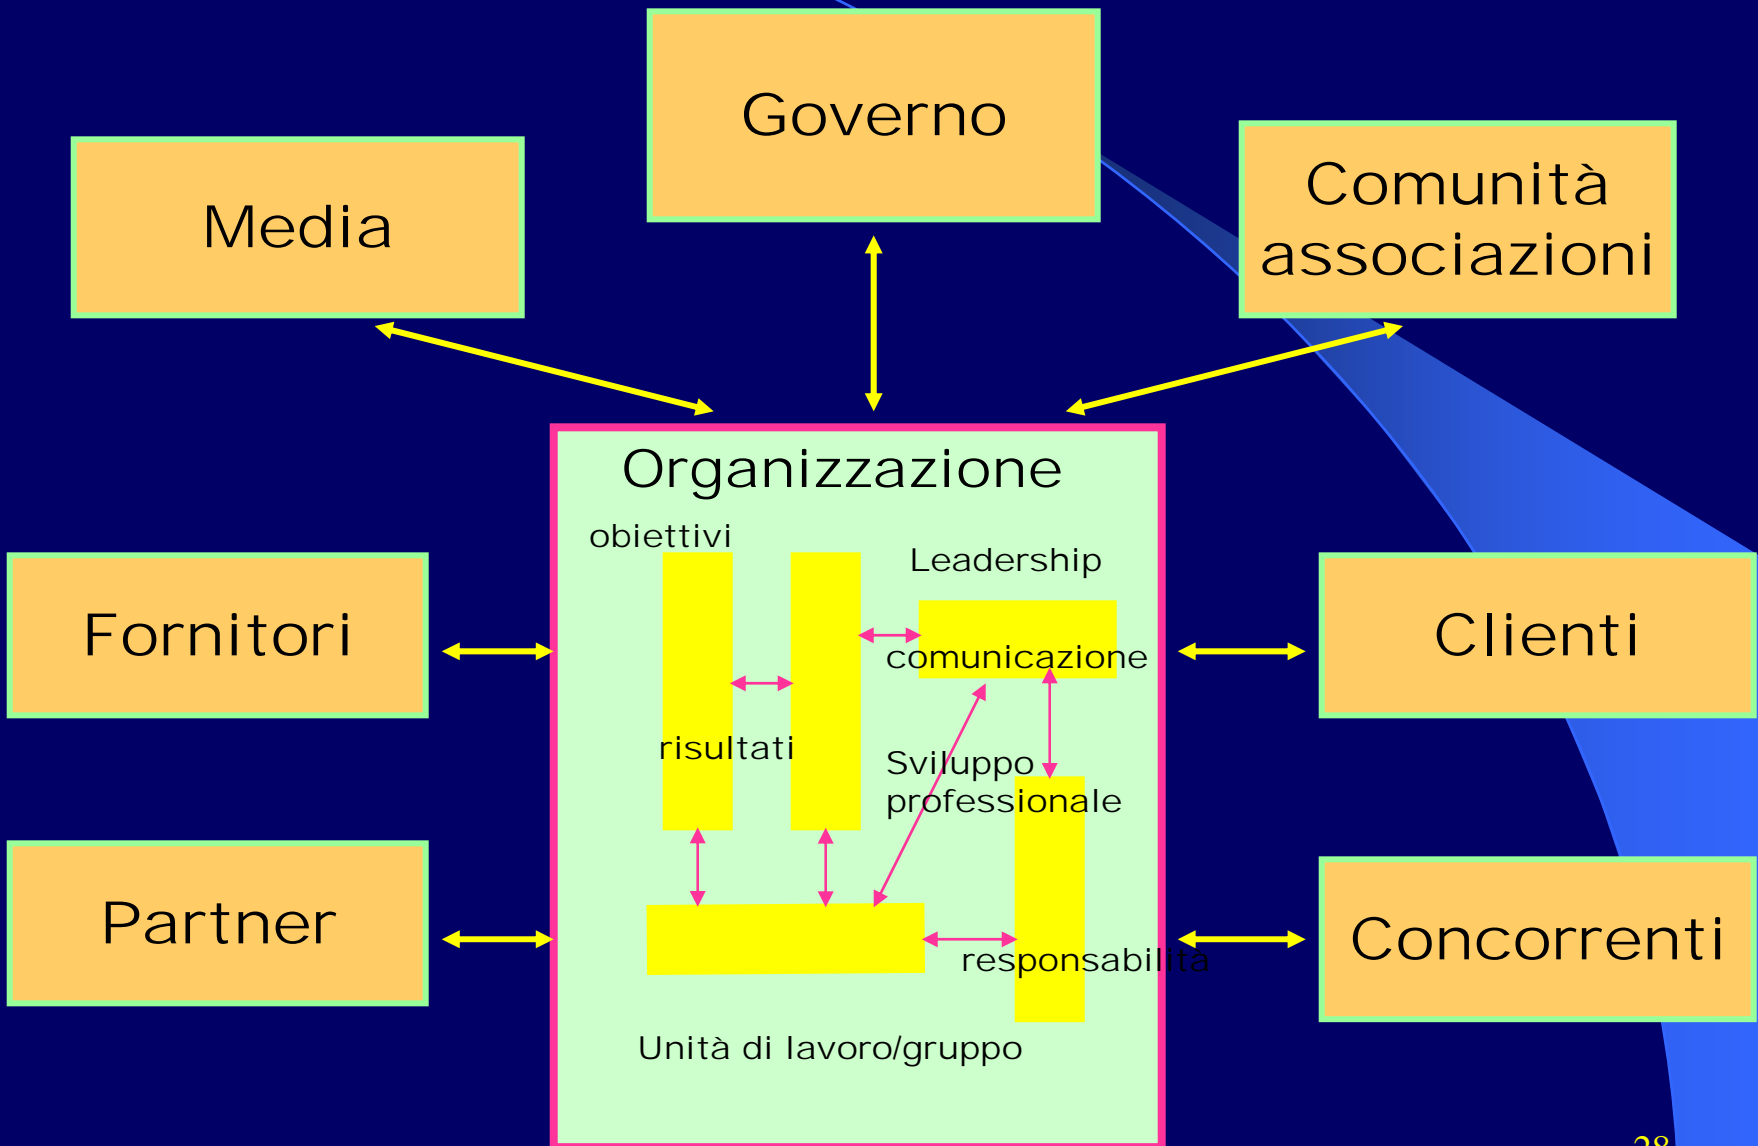 Governo
Media
Comunità
associazioni
Organizzazione
obiettivi
Leadership
Fornitori
Clienti
comunicazione
risultati
Sviluppo
professionale
Partner
Concorrenti
responsabilità
Unità di lavoro/gruppo
28